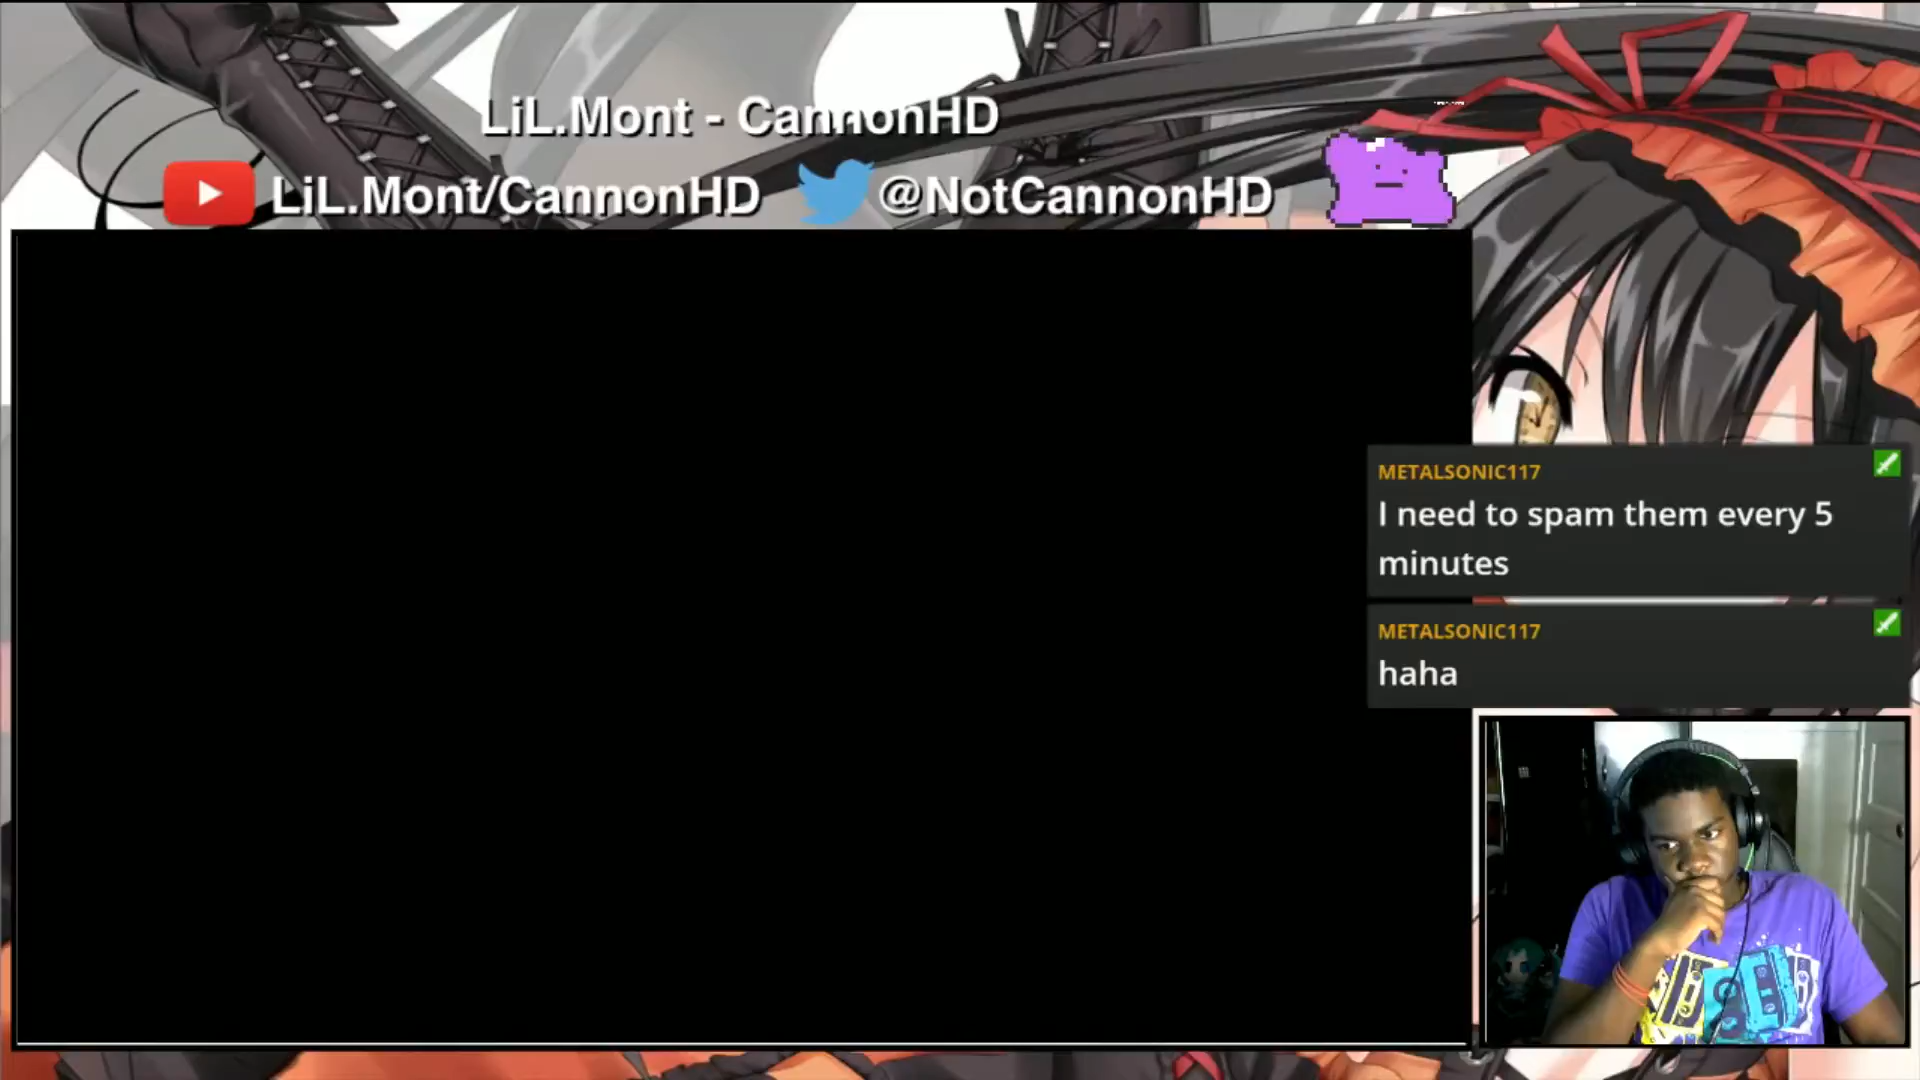 LiL.Mont - CannonHD
LiL.Mont/CannonHD @NotCannonHD
METALSONIC117
I need to spam them every 5
minutes
METALSONIC117
haha